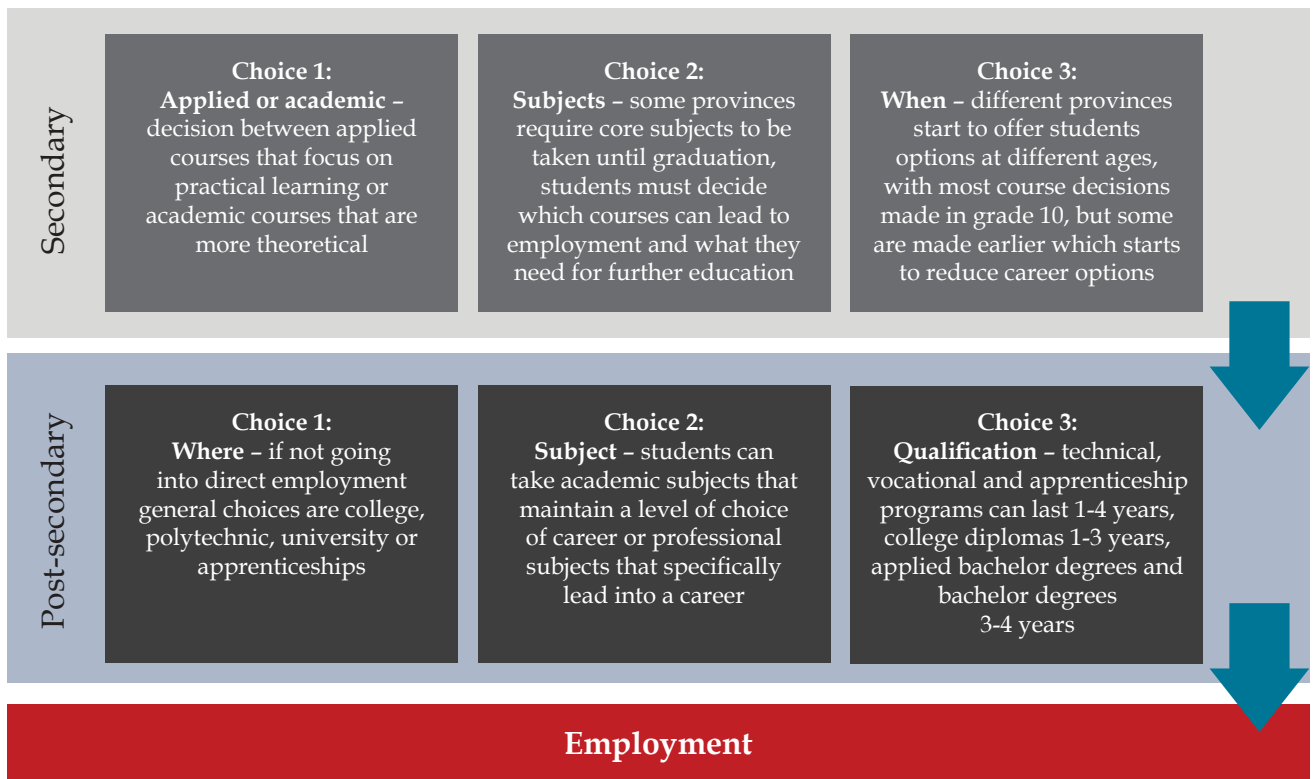 Secondary
Choice 1:
Applied or academic –
decision between applied
courses that focus on
practical learning or
academic courses that are
more theoretical
Choice 2:
Subjects – some provinces
require core subjects to be
taken until graduation,
students must decide
which courses can lead to
employment and what they
need for further education
Choice 3:
When – different provinces
start to offer students
options at different ages,
with most course decisions
made in grade 10, but some
are made earlier which starts
to reduce career options
Post-secondary
Choice 1:
Where – if not going
into direct employment
general choices are college,
polytechnic, university or
apprenticeships
Choice 2:
Subject – students can
take academic subjects that
maintain a level of choice
of career or professional
subjects that specifically
lead into a career
Choice 3:
Qualification – technical,
vocational and apprenticeship
programs can last 1-4 years,
college diplomas 1-3 years,
applied bachelor degrees and
bachelor degrees
3-4 years
Employment